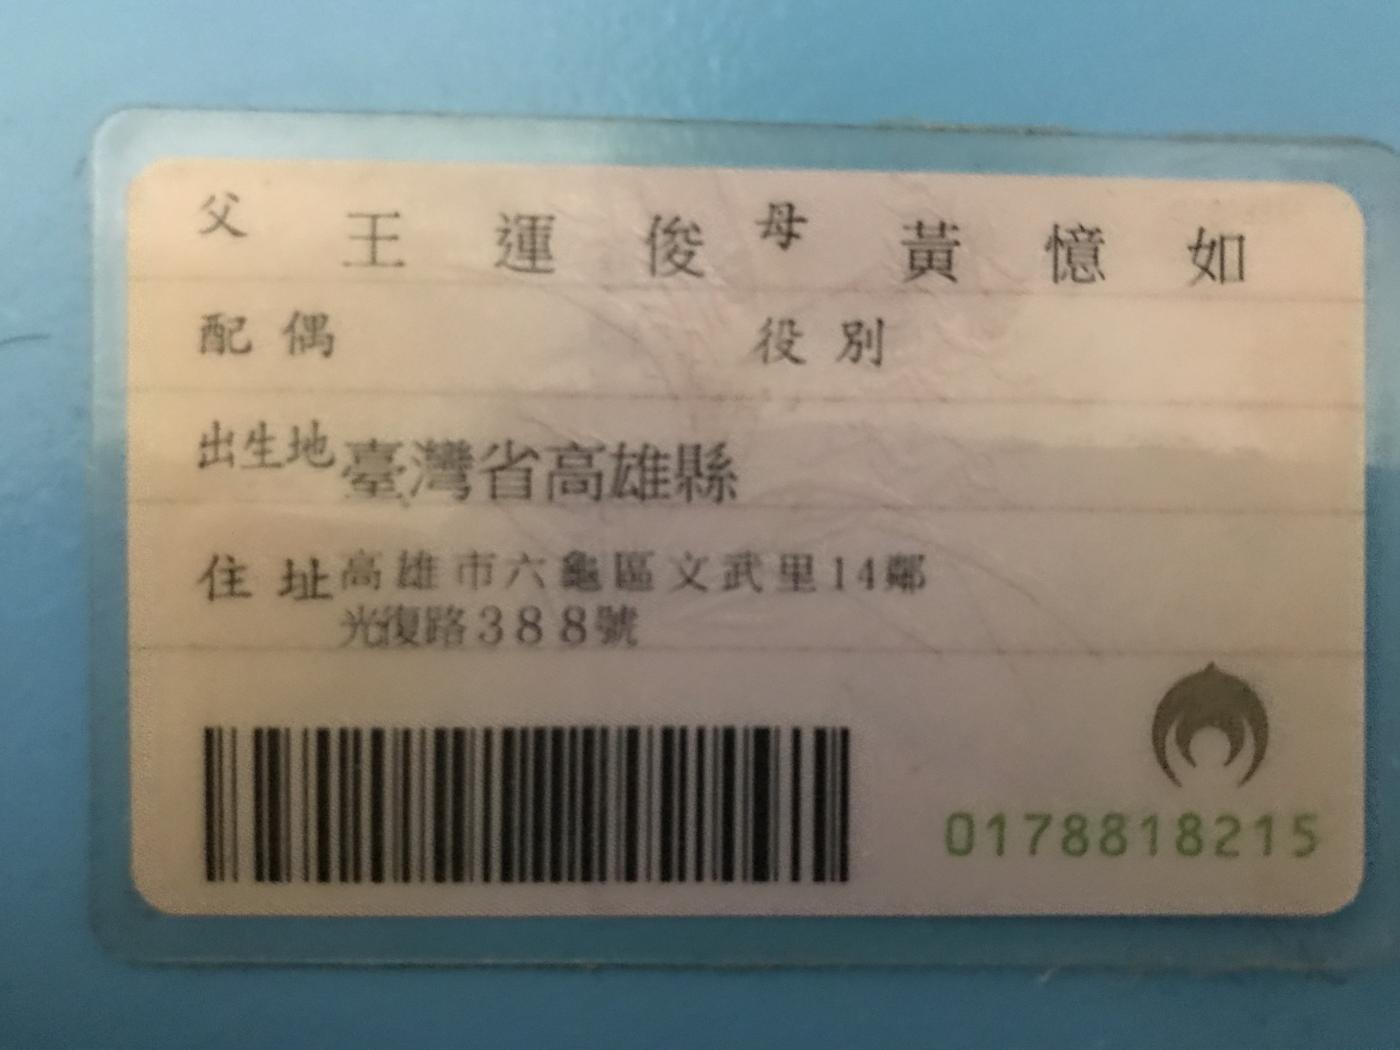 父 王運俊 母 黃憶如
配偶 役別
出生地 臺灣省高雄縣
住址 高雄市六龜區文武里14鄰
光復路388號
0178818215